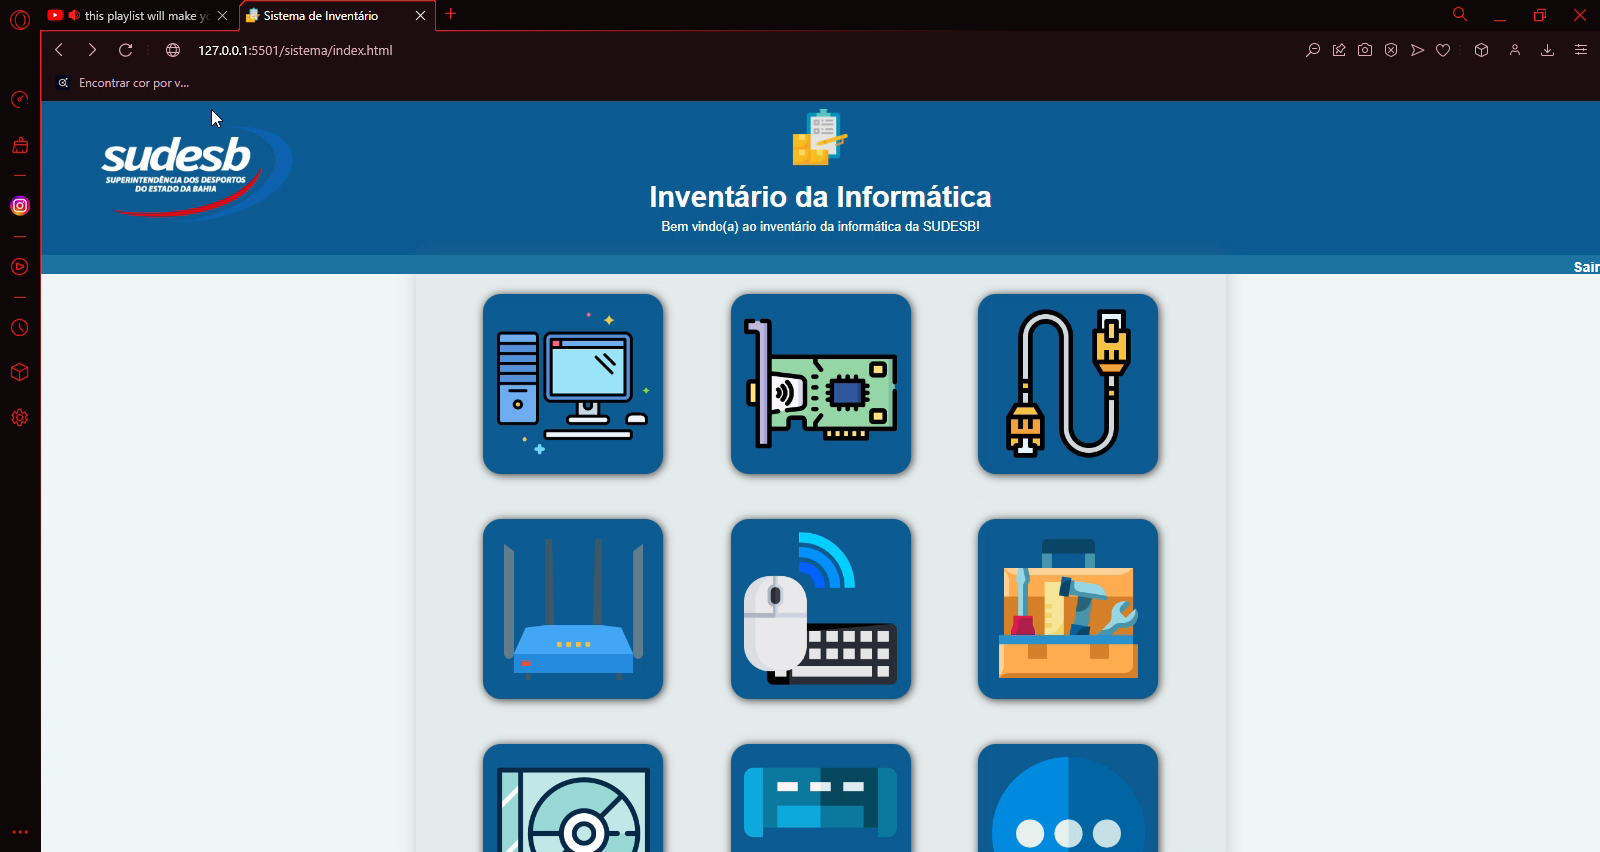 this playlist will make y
Sistema de Inventário
127.0.0.1:5501/sistema/index.html
Encontrar cor por v...
sudesb
SUPERINTENDÊNCIA DOS DESPORTOS
DO ESTADO DA BAHIA
Inventário da Informática
Bem vindo(a) ao inventário da informática da SUDESB!
Sair